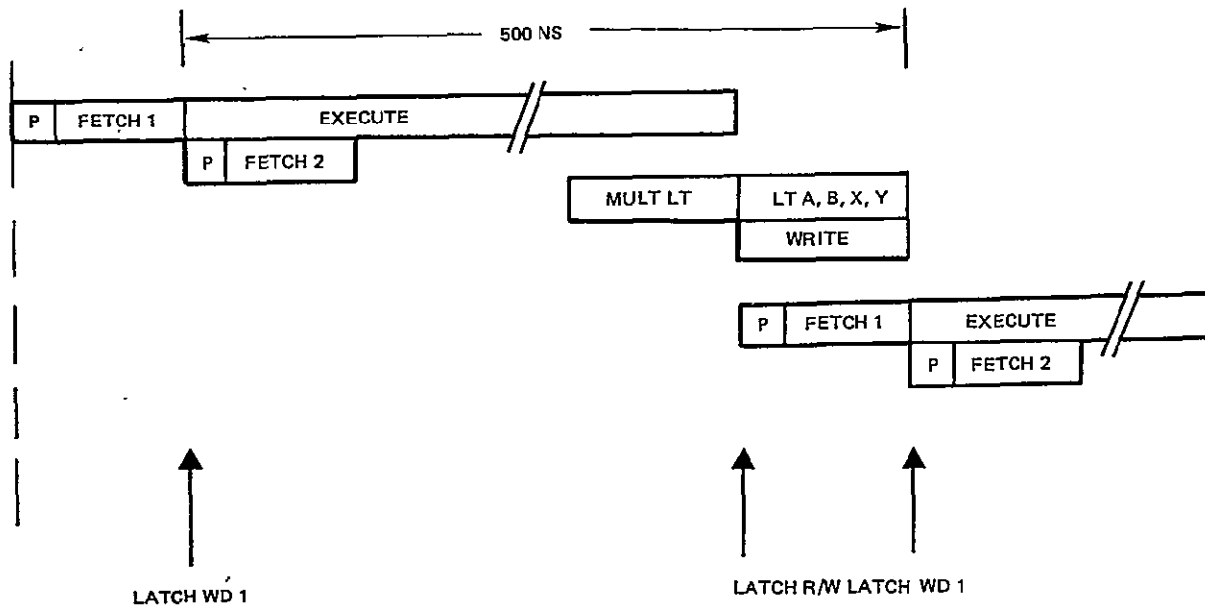 500 NS
P FETCH 1 EXECUTE
P FETCH 2
MULT LT LT A, B, X, Y
WRITE
P FETCH 1 EXECUTE
P FETCH 2
LATCH WD 1 LATCH R/W LATCH WD 1